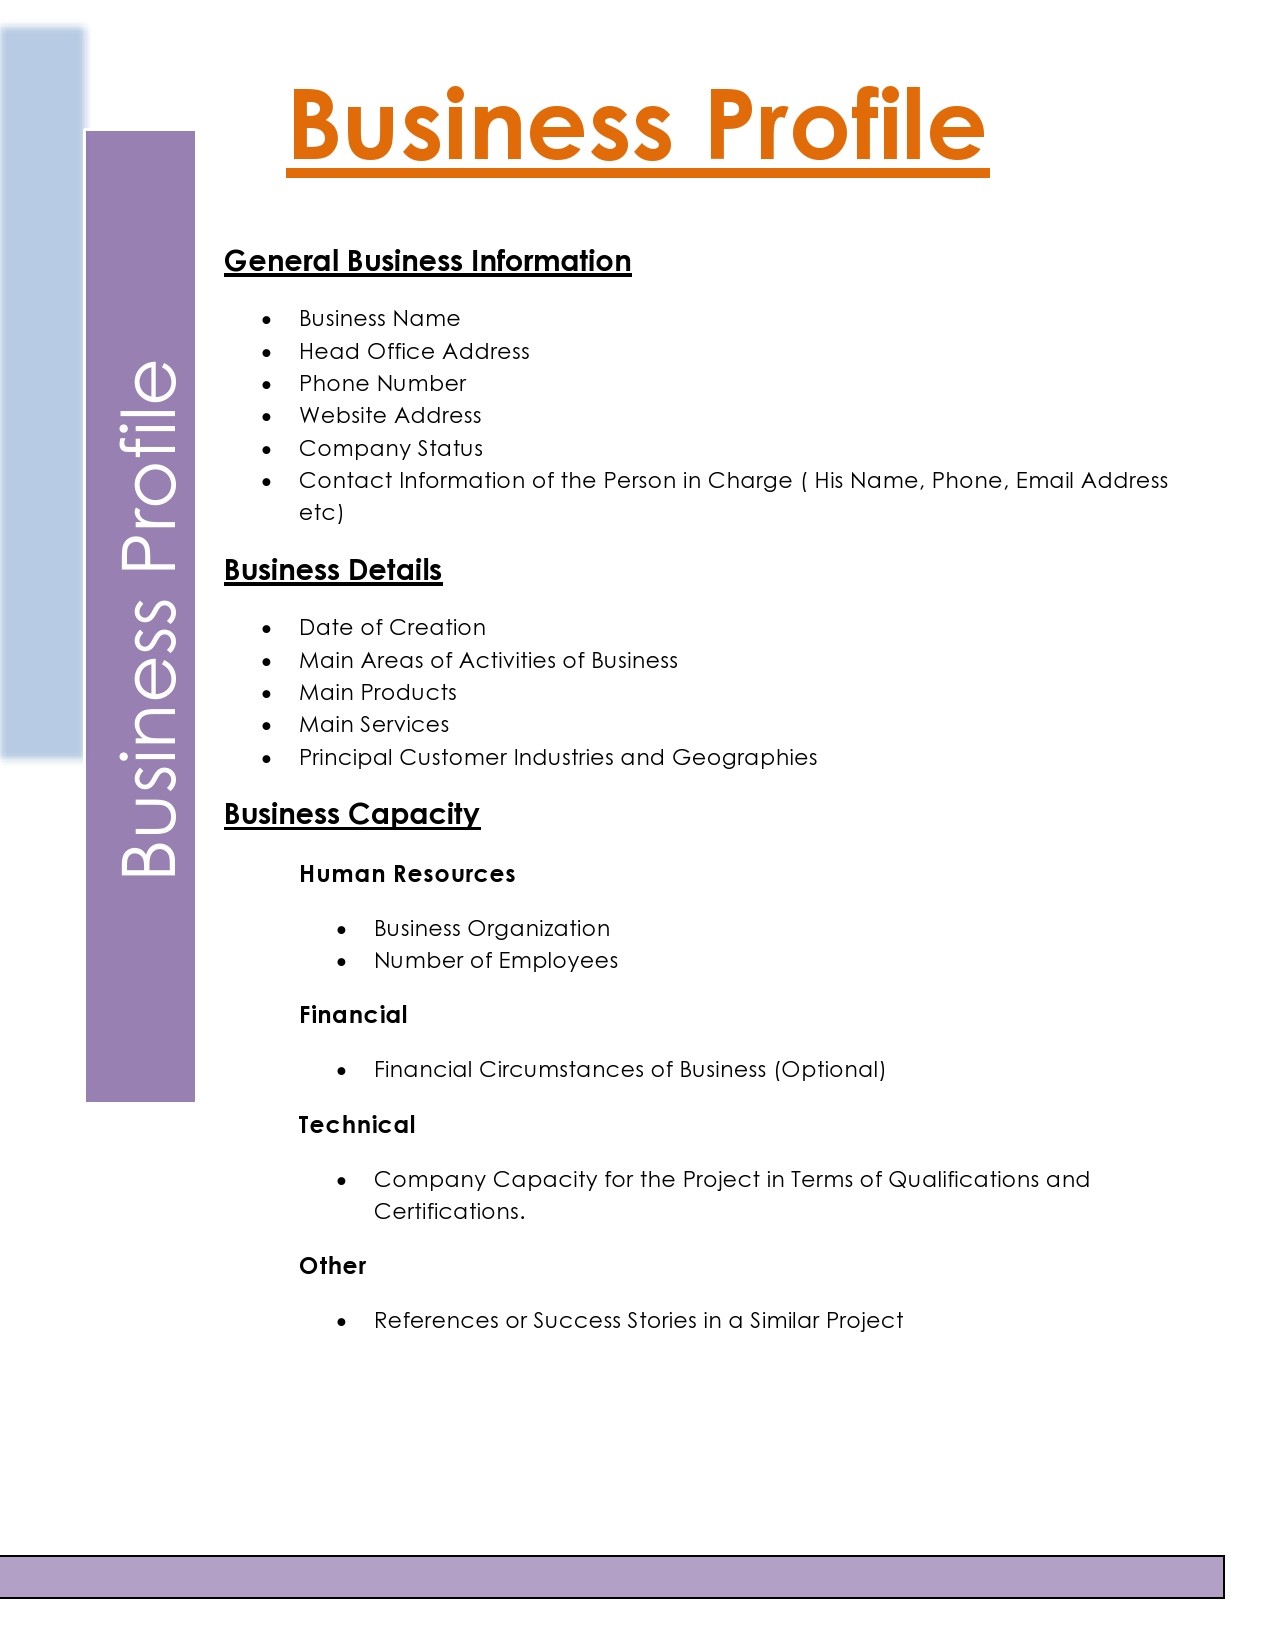 Business Profile
Business Profile
General Business Information
• Business Name
• Head Office Address
• Phone Number
• Website Address
• Company Status
• Contact Information of the Person in Charge ( His Name, Phone, Email Address
etc)
Business Details
• Date of Creation
• Main Areas of Activities of Business
• Main Products
• Main Services
• Principal Customer Industries and Geographies
Business Capacity
Human Resources
• Business Organization
• Number of Employees
Financial
• Financial Circumstances of Business (Optional)
Technical
• Company Capacity for the Project in Terms of Qualifications and
Certifications.
Other
• References or Success Stories in a Similar Project